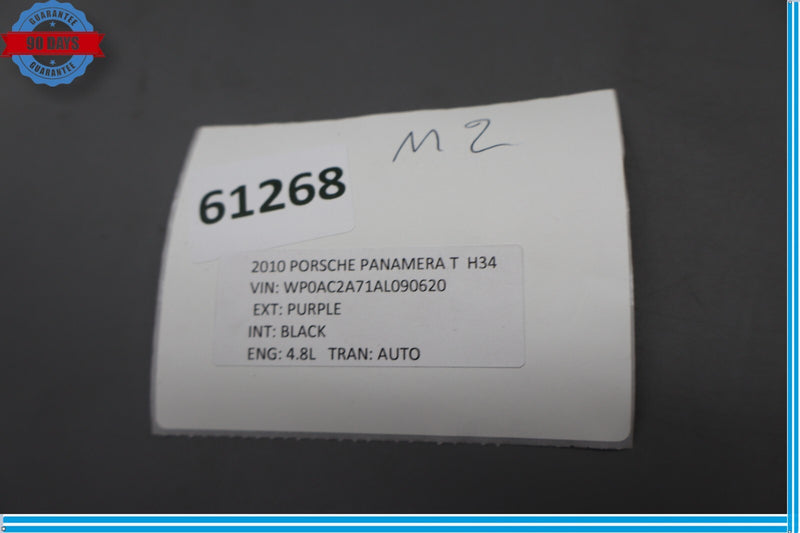 GUARANTEE
90 DAYS
GUARANTEE
M2
61268
2010 PORSCHE PANAMERA T H34
VIN: WP0AC2A71AL090620
EXT: PURPLE
INT: BLACK
ENG: 4.8L TRAN: AUTO